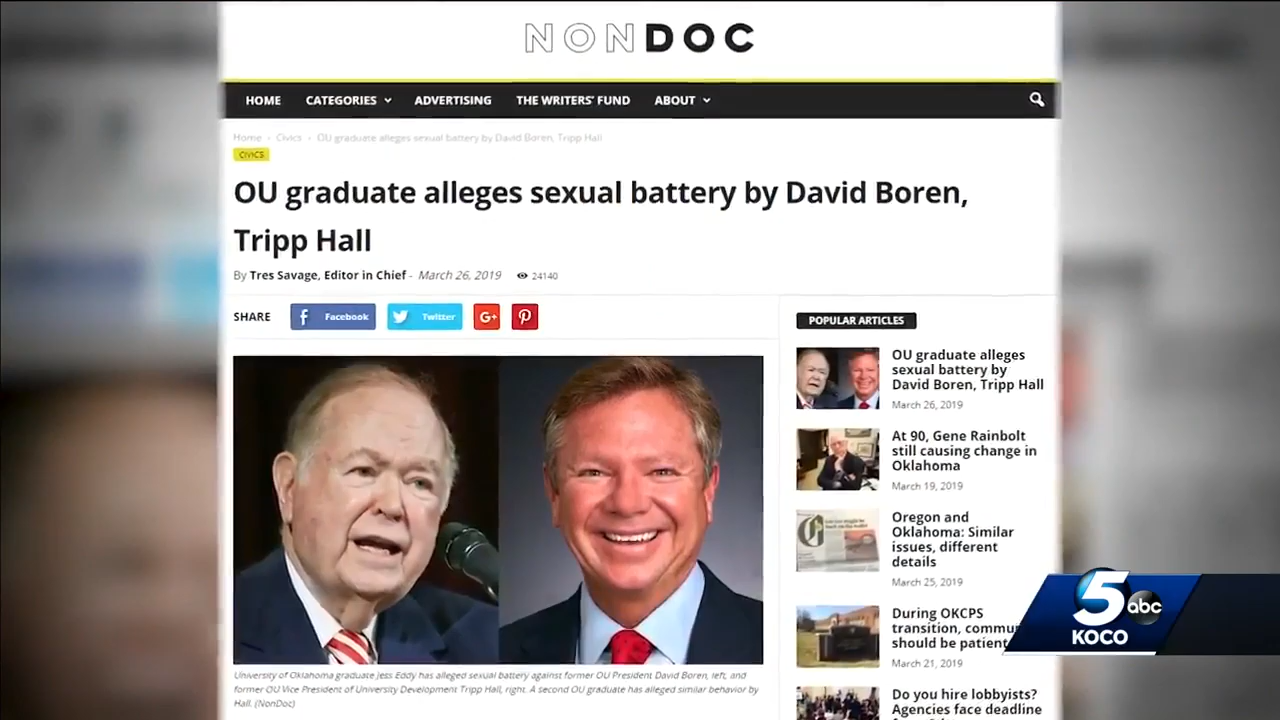 NONDOC
HOME CATEGORIES ADVERTISING THE WRITERS' FUND ABOUT
Home › Civics › OU graduate alleges sexual battery by David Boren, Tripp Hall
CIVICS
OU graduate alleges sexual battery by David Boren,
Tripp Hall
By Tres Savage, Editor in Chief - March 26, 2019 24140
SHARE Facebook Twitter G+
University of Oklahoma graduate Jess Eddy has alleged sexual battery against former OU President David Boren, left, and
former OU Vice President of University Development Tripp Hall, right. A second OU graduate has alleged similar behavior by
Hall. (NonDoc)
POPULAR ARTICLES
OU graduate alleges
sexual battery by
David Boren, Tripp Hall
March 26, 2019
At 90, Gene Rainbolt
still causing change in
Oklahoma
March 19, 2019
Oregon and
Oklahoma: Similar
issues, different
details
March 25, 2019
During OKCPS
transition, commu
should be patient
March 21, 2019
Do you hire lobbyists?
Agencies face deadline
5 abc
KOCO